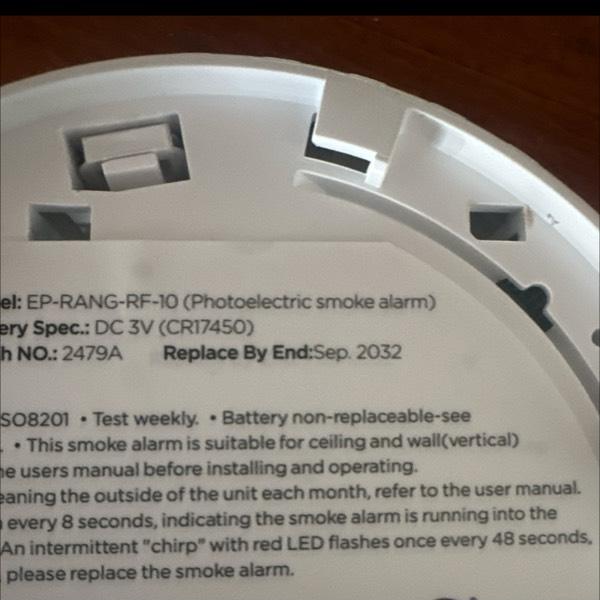 el: EP-RANG-RF-10 (Photoelectric smoke alarm)
ery Spec.: DC 3V (CR17450)
h NO.: 2479A Replace By End:Sep. 2032
SO8201 • Test weekly. • Battery non-replaceable-see
. • This smoke alarm is suitable for ceiling and wall(vertical)
he users manual before installing and operating.
eaning the outside of the unit each month, refer to the user manual.
every 8 seconds, indicating the smoke alarm is running into the
An intermittent "chirp" with red LED flashes once every 48 seconds,
please replace the smoke alarm.